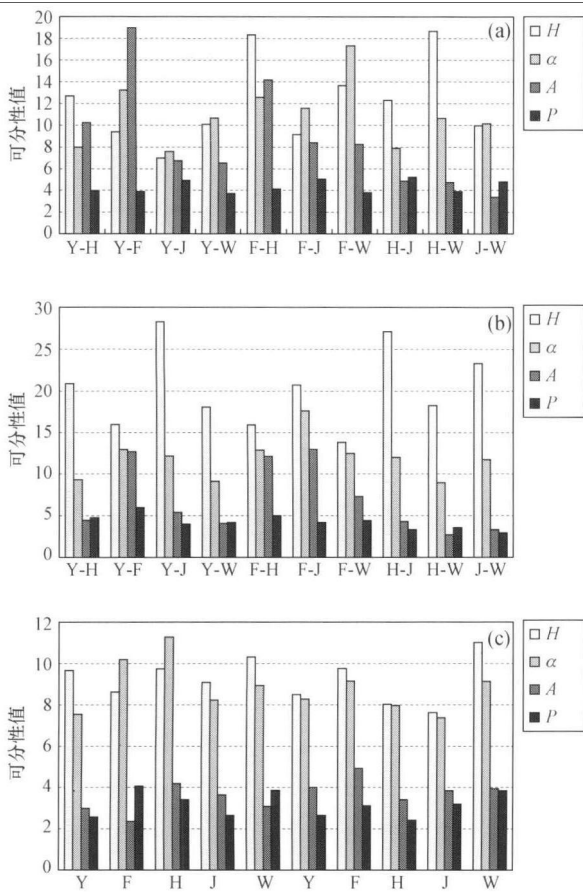 20
18
16
14
12
10
8
6
4
2
0
可分性值
(a)
H
α
A
P
Y-H Y-F Y-J Y-W F-H F-J F-W H-J H-W J-W
30
25
20
15
10
5
0
可分性值
(b)
H
α
A
P
Y-H Y-F Y-J Y-W F-H F-J F-W H-J H-W J-W
12
10
8
6
4
2
0
可分性值
(c)
H
α
A
P
Y F H J W Y F H J W